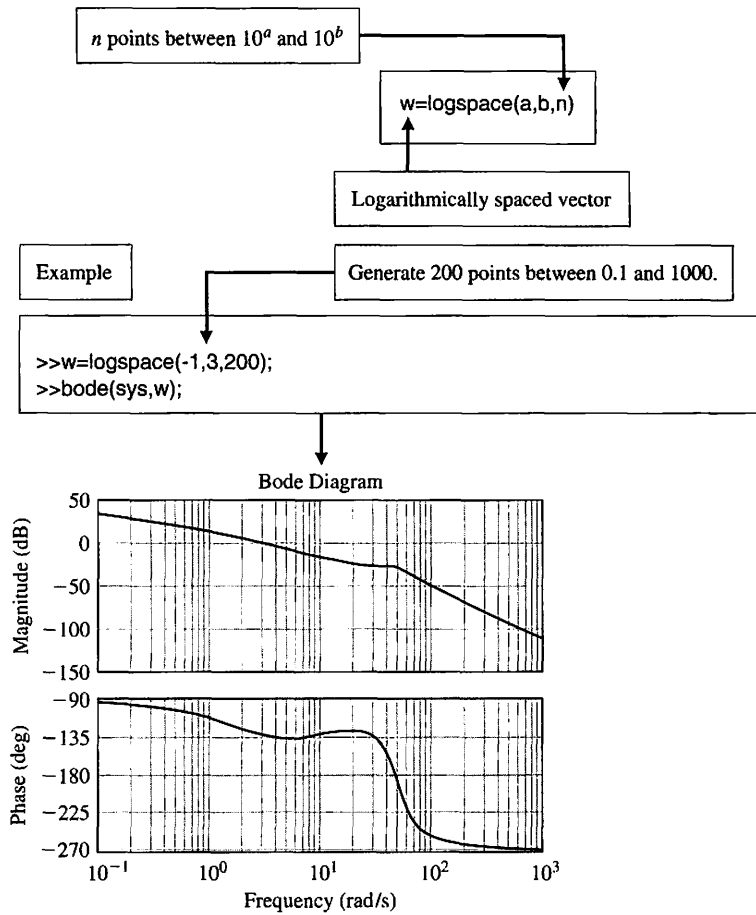 n points between 10^a and 10^b
w=logspace(a,b,n)
Logarithmically spaced vector
Example
Generate 200 points between 0.1 and 1000.
>>w=logspace(-1,3,200);
>>bode(sys,w);
Bode Diagram
Magnitude (dB)
50
0
−50
−100
−150
Phase (deg)
−90
−135
−180
−225
−270
10^−1
10^0
10^1
10^2
10^3
Frequency (rad/s)